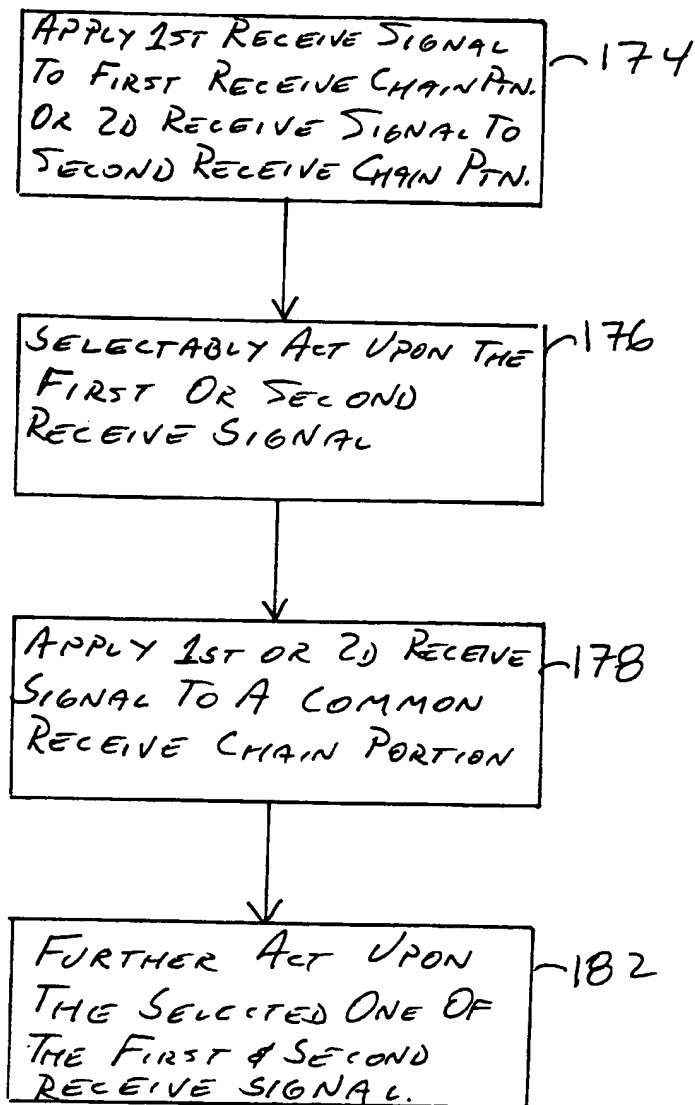 APPLY 1ST RECEIVE SIGNAL
TO FIRST RECEIVE CHAIN PTN.
OR 2D RECEIVE SIGNAL TO
SECOND RECEIVE CHAIN PTN.
174
SELECTABLY ACT UPON THE
FIRST OR SECOND
RECEIVE SIGNAL
176
APPLY 1ST OR 2D RECEIVE
SIGNAL TO A COMMON
RECEIVE CHAIN PORTION
178
FURTHER ACT UPON
THE SELECTED ONE OF
THE FIRST & SECOND
RECEIVE SIGNAL.
182